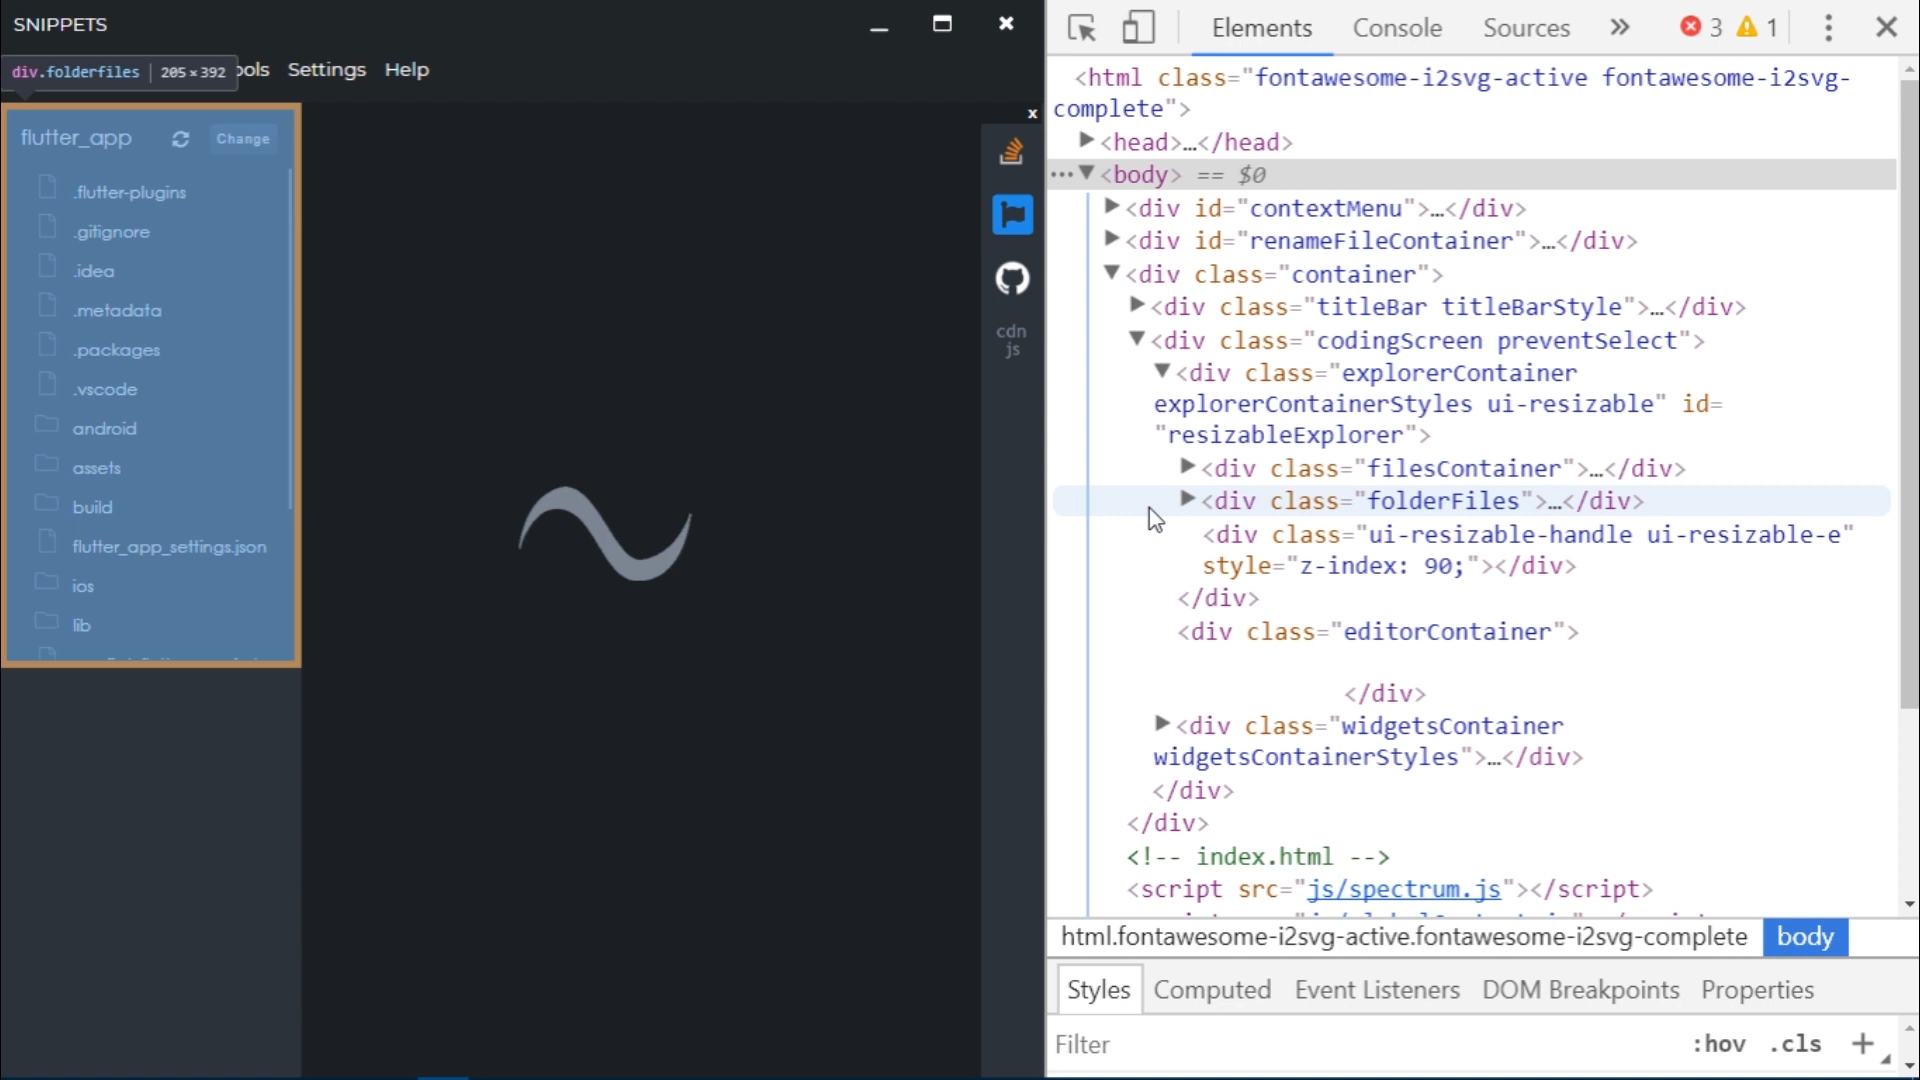 SNIPPETS
div.folderfiles | 205 × 392
ools Settings Help
flutter_app Change
.flutter-plugins
.gitignore
.idea
.metadata
.packages
.vscode
android
assets
build
flutter_app_settings.json
ios
lib
x
cdn
js
Elements Console Sources » 3 1
<html class="fontawesome-i2svg-active fontawesome-i2svg-
complete">
<head>…</head>
<body> == $0
<div id="contextMenu">…</div>
<div id="renameFileContainer">…</div>
<div class="container">
<div class="titleBar titleBarStyle">…</div>
<div class="codingScreen preventSelect">
<div class="explorerContainer
explorerContainerStyles ui-resizable" id=
"resizableExplorer">
<div class="filesContainer">…</div>
<div class="folderFiles">…</div>
<div class="ui-resizable-handle ui-resizable-e"
style="z-index: 90;"></div>
</div>
<div class="editorContainer">
</div>
<div class="widgetsContainer
widgetsContainerStyles">…</div>
</div>
</div>
<!-- index.html -->
<script src="js/spectrum.js"></script>
html.fontawesome-i2svg-active.fontawesome-i2svg-complete body
Styles Computed Event Listeners DOM Breakpoints Properties
Filter :hov .cls +